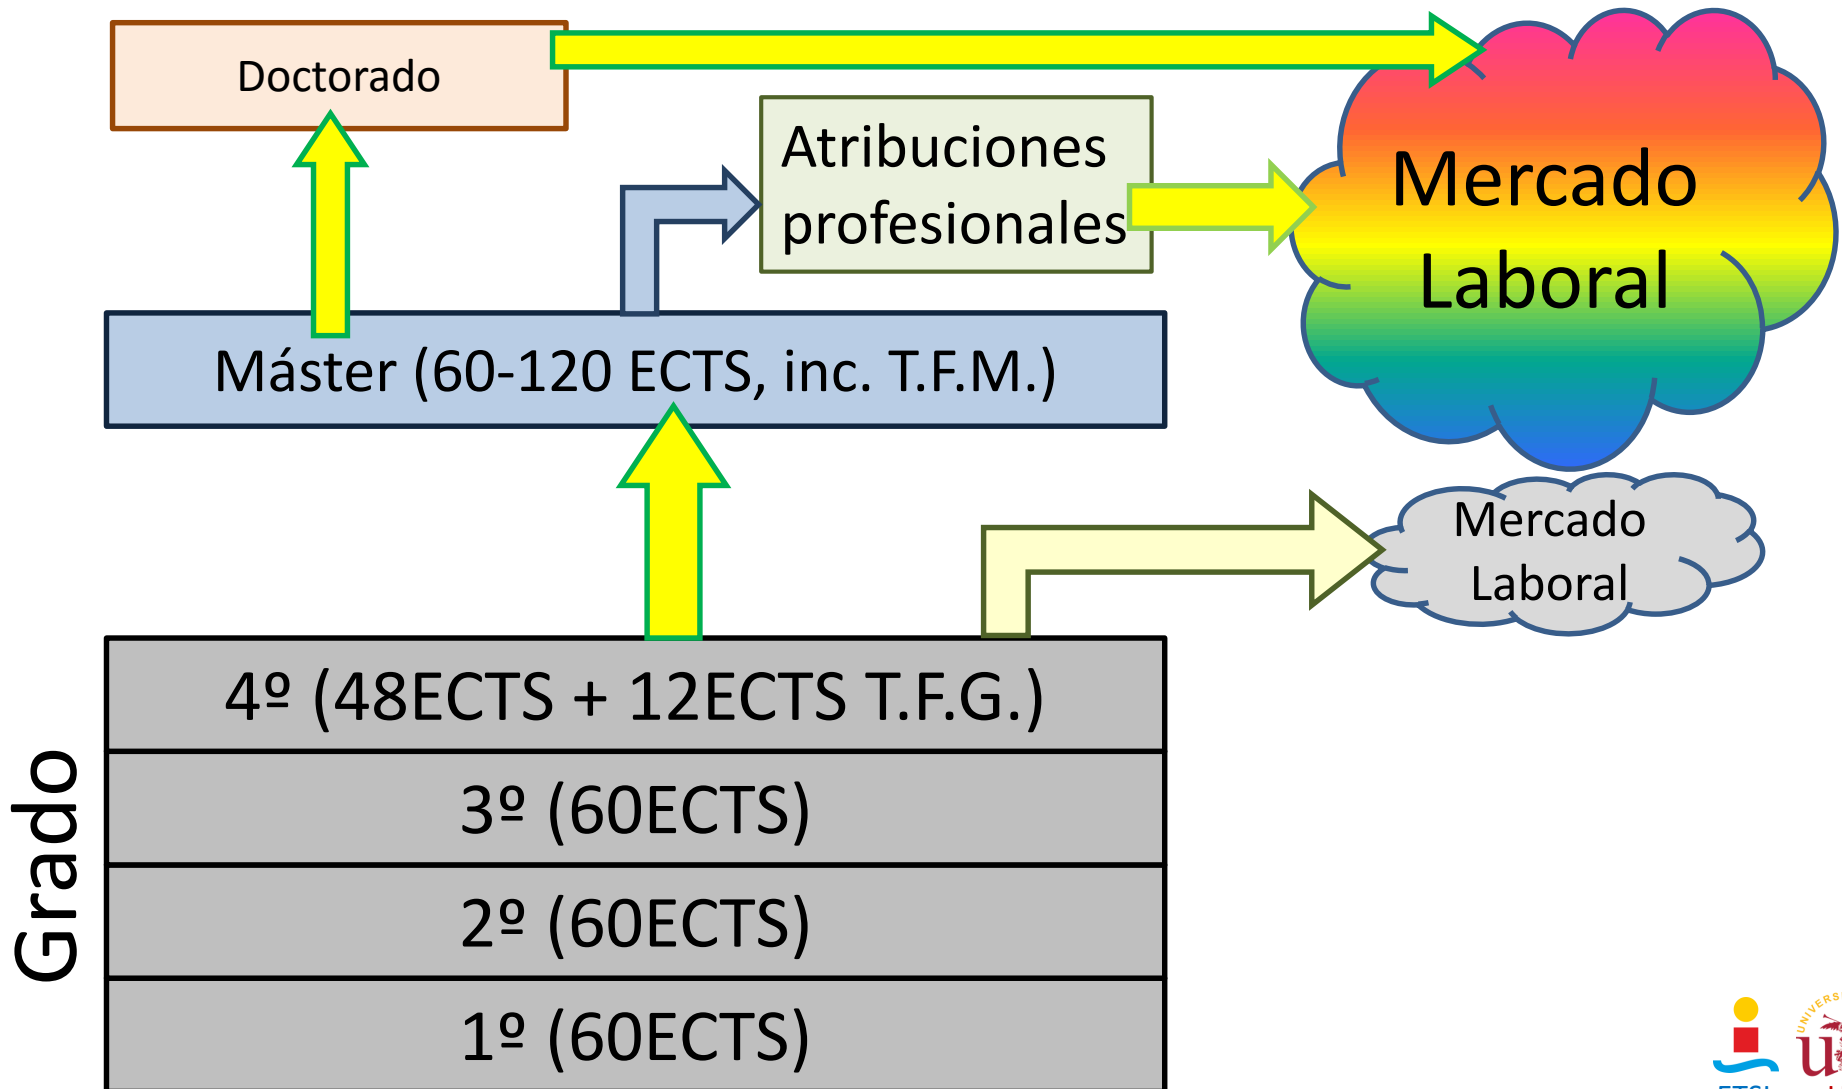 Doctorado
Atribuciones
profesionales
Mercado
Laboral
Máster (60-120 ECTS, inc. T.F.M.)
Mercado
Laboral
4º (48ECTS + 12ECTS T.F.G.)
3º (60ECTS)
2º (60ECTS)
1º (60ECTS)
Grado